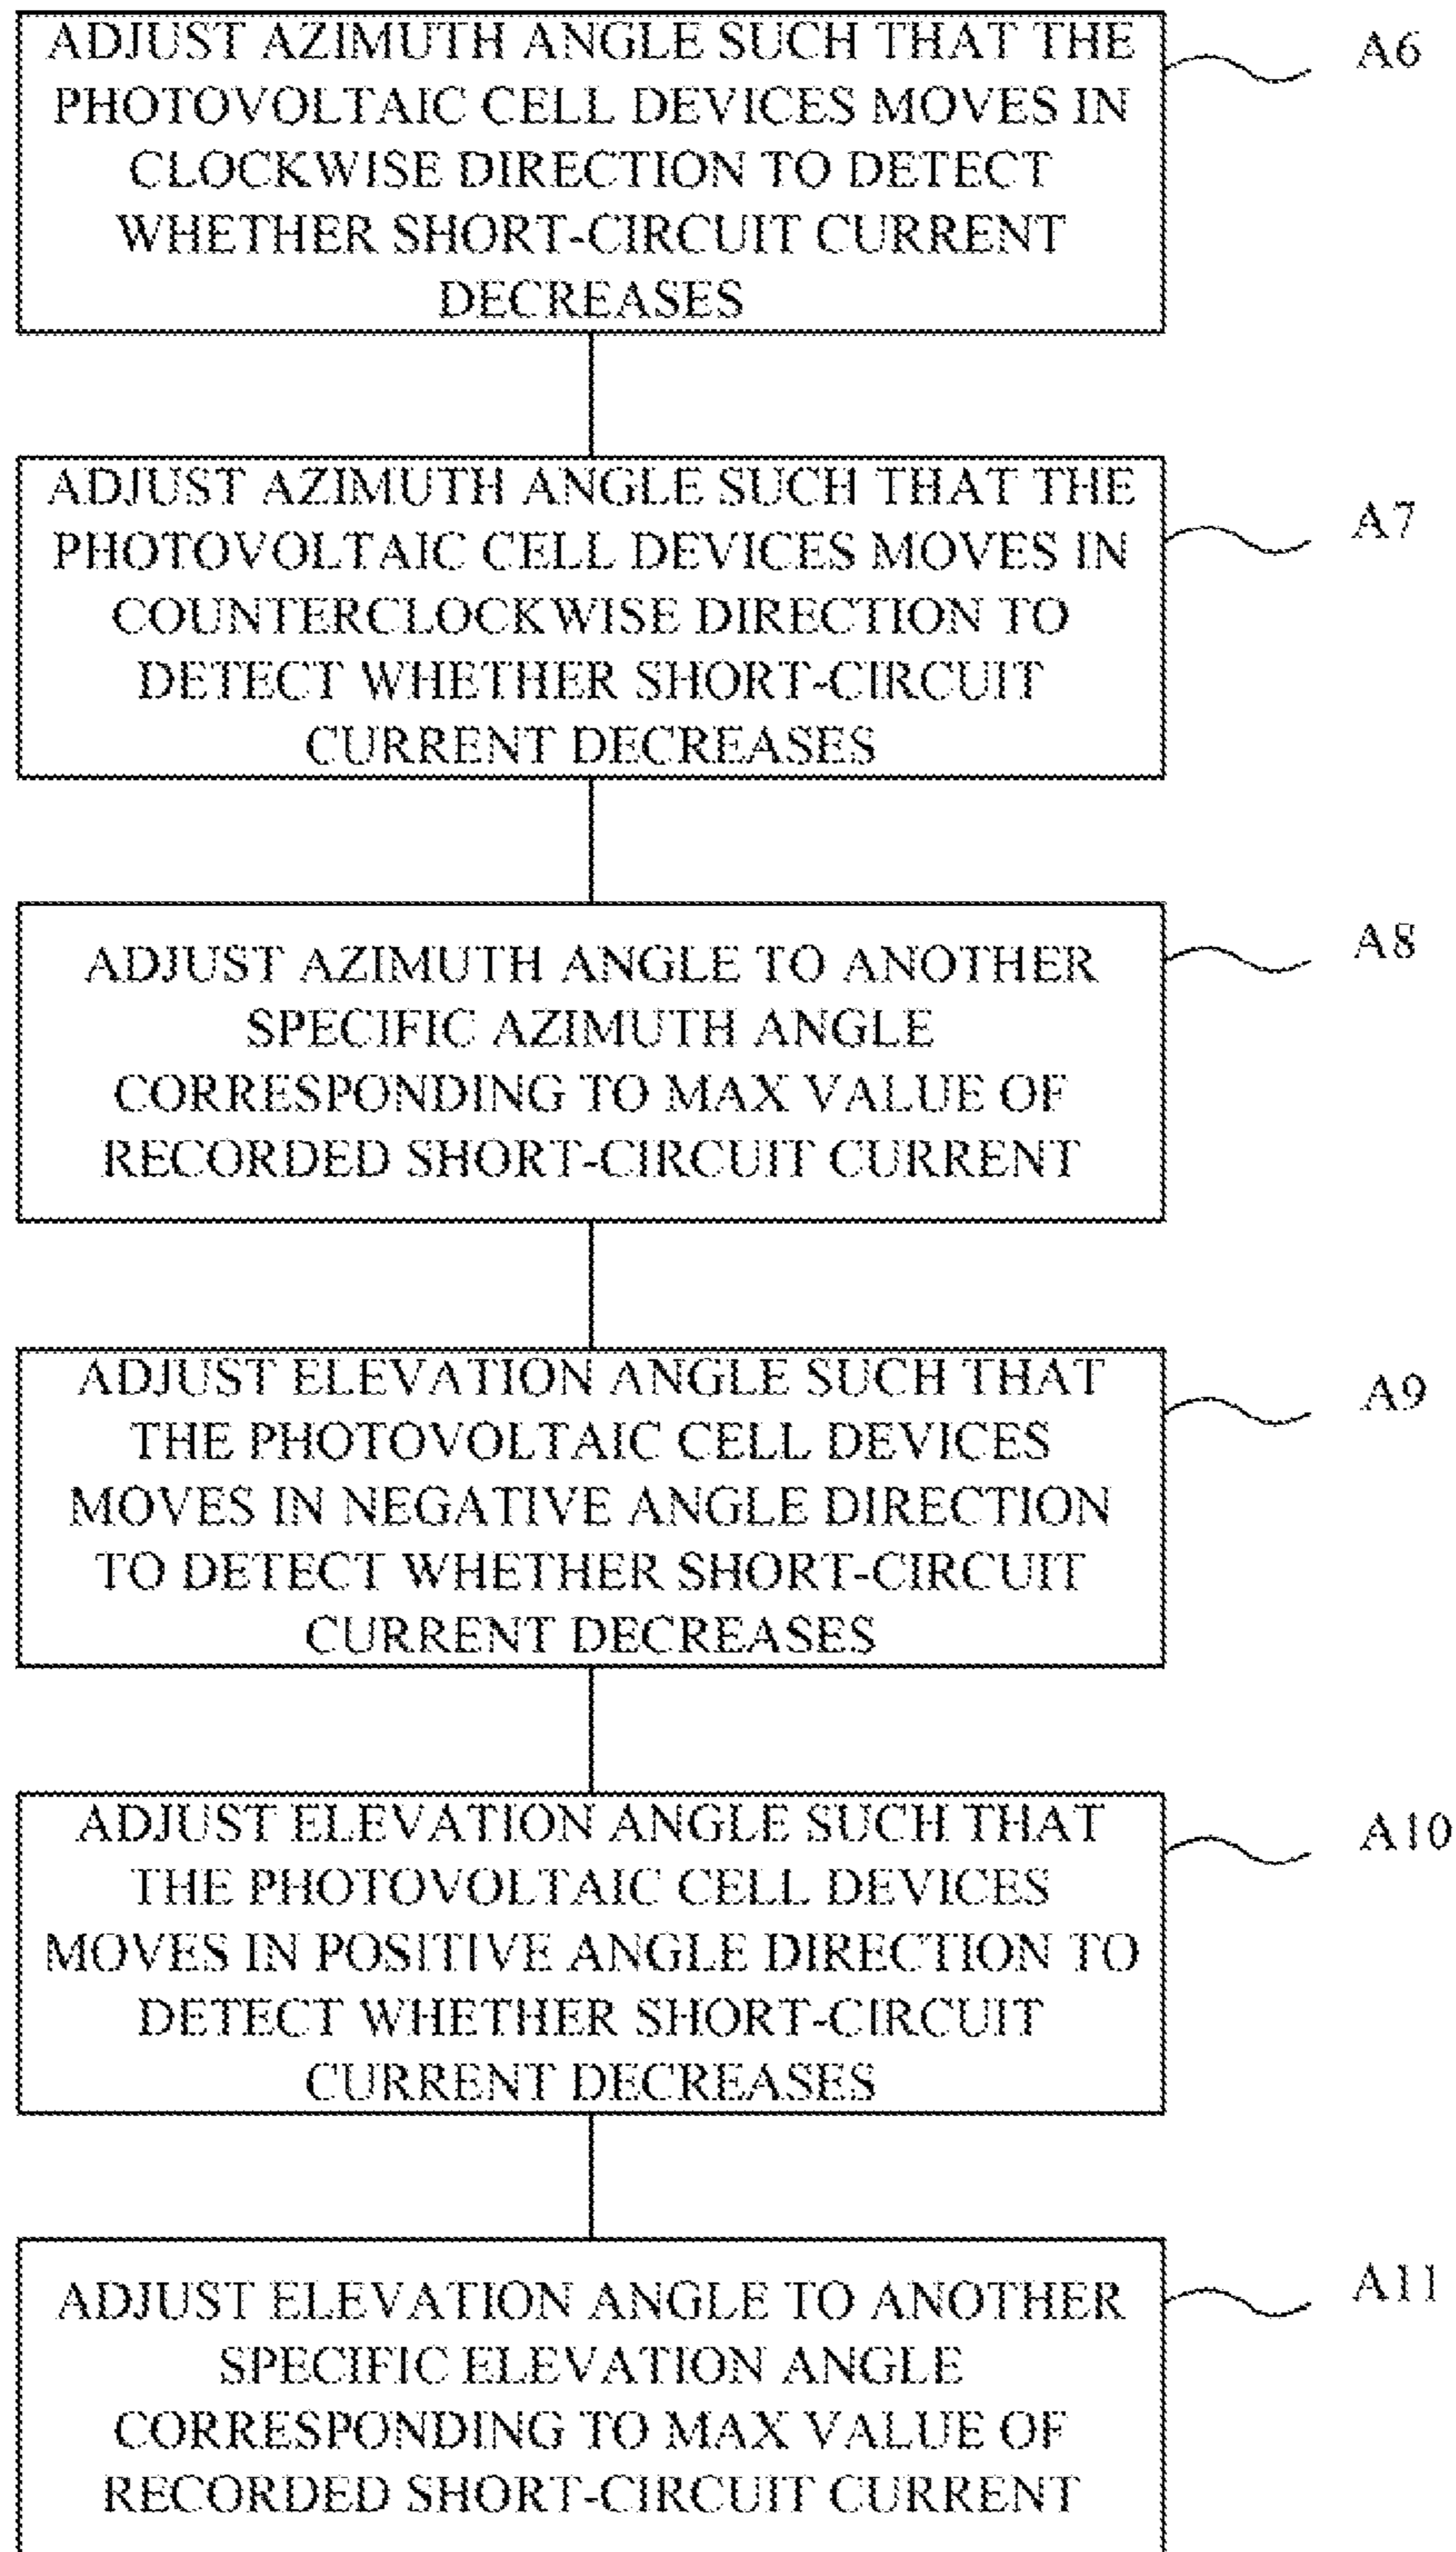 ADJUST AZIMUTH ANGLE SUCH THAT THE
PHOTOVOLTAIC CELL DEVICES MOVES IN
CLOCKWISE DIRECTION TO DETECT
WHETHER SHORT-CIRCUIT CURRENT
DECREASES
A6
ADJUST AZIMUTH ANGLE SUCH THAT THE
PHOTOVOLTAIC CELL DEVICES MOVES IN
COUNTERCLOCKWISE DIRECTION TO
DETECT WHETHER SHORT-CIRCUIT
CURRENT DECREASES
A7
ADJUST AZIMUTH ANGLE TO ANOTHER
SPECIFIC AZIMUTH ANGLE
CORRESPONDING TO MAX VALUE OF
RECORDED SHORT-CIRCUIT CURRENT
A8
ADJUST ELEVATION ANGLE SUCH THAT
THE PHOTOVOLTAIC CELL DEVICES
MOVES IN NEGATIVE ANGLE DIRECTION
TO DETECT WHETHER SHORT-CIRCUIT
CURRENT DECREASES
A9
ADJUST ELEVATION ANGLE SUCH THAT
THE PHOTOVOLTAIC CELL DEVICES
MOVES IN POSITIVE ANGLE DIRECTION TO
DETECT WHETHER SHORT-CIRCUIT
CURRENT DECREASES
A10
ADJUST ELEVATION ANGLE TO ANOTHER
SPECIFIC ELEVATION ANGLE
CORRESPONDING TO MAX VALUE OF
RECORDED SHORT-CIRCUIT CURRENT
A11